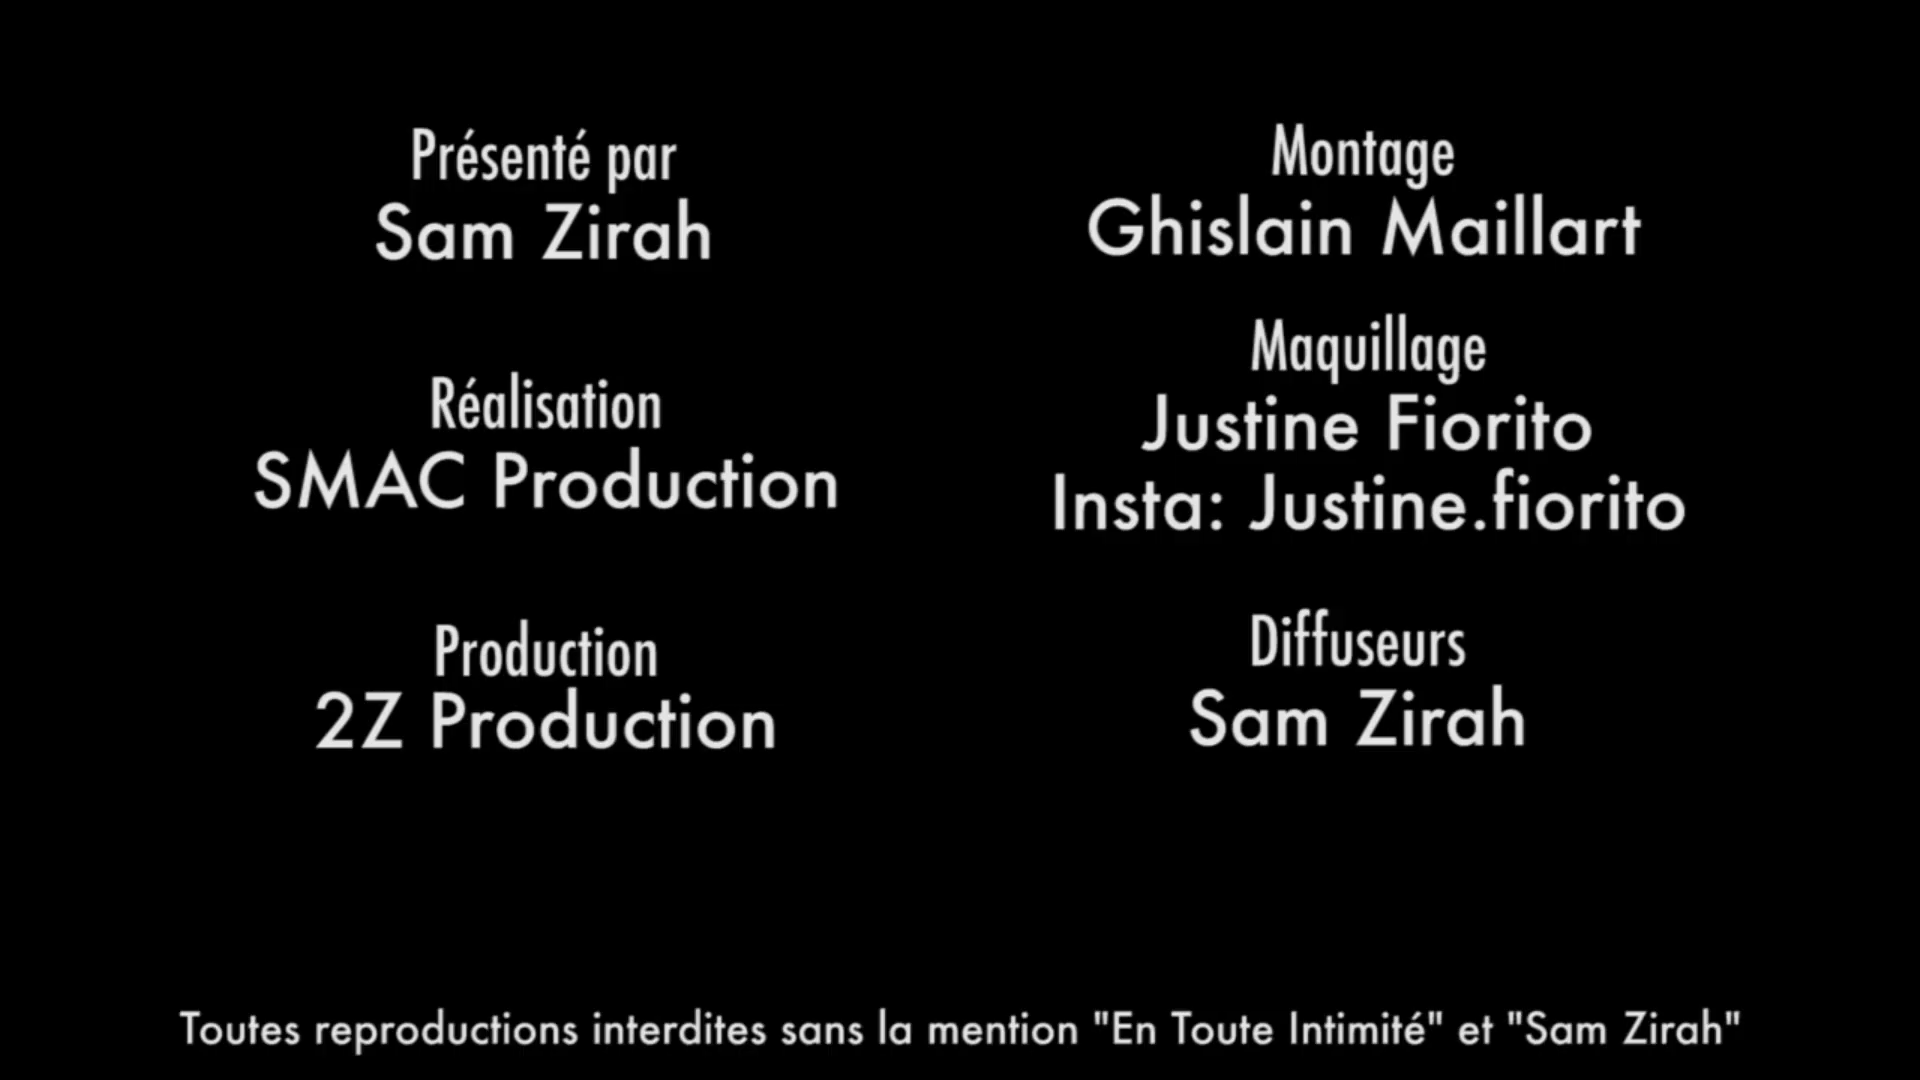 Présenté par
Sam Zirah
Réalisation
SMAC Production
Production
2Z Production
Montage
Ghislain Maillart
Maquillage
Justine Fiorito
Insta: Justine.fiorito
Diffuseurs
Sam Zirah
Toutes reproductions interdites sans la mention "En Toute Intimité" et "Sam Zirah"